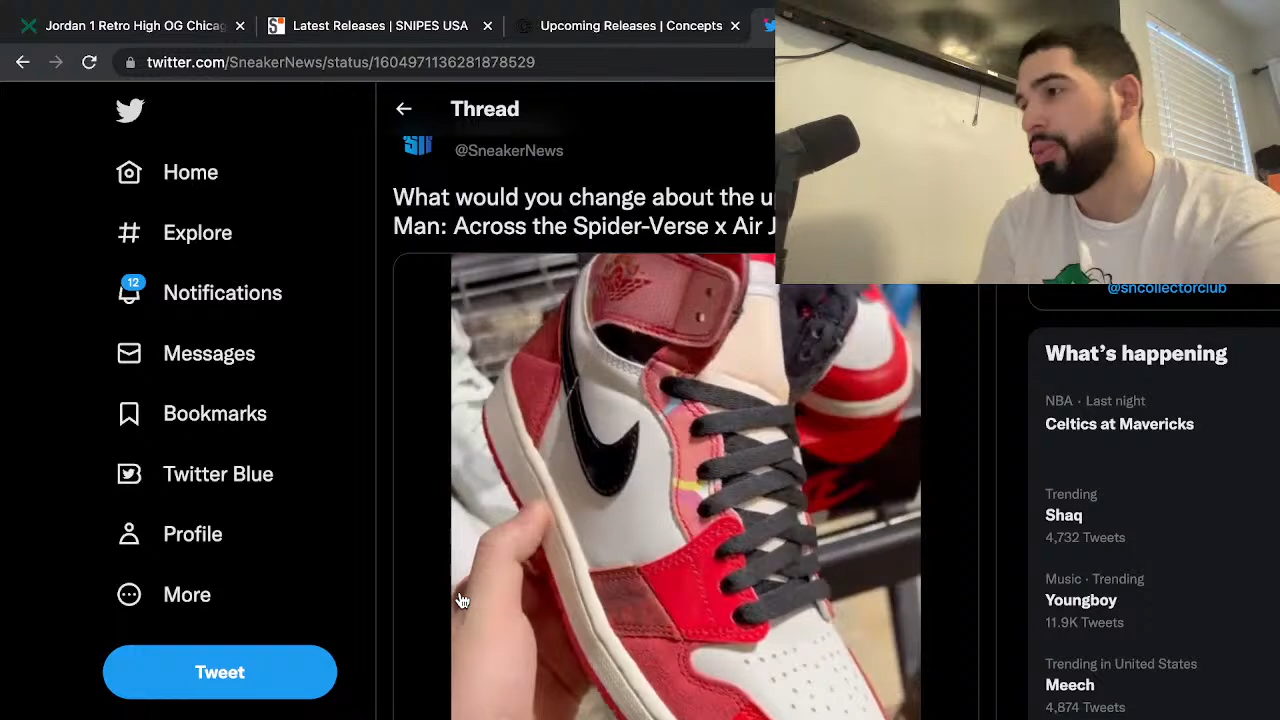 Jordan 1 Retro High OG Chicag
Latest Releases | SNIPES USA
Upcoming Releases | Concepts
twitter.com/SneakerNews/status/1604971136281878529
Thread
@SneakerNews
What would you change about the u
Man: Across the Spider-Verse x Air J
Home
Explore
12
Notifications
Messages
Bookmarks
Twitter Blue
Profile
More
Tweet
@sncollectorclub
What's happening
NBA · Last night
Celtics at Mavericks
Trending
Shaq
4,732 Tweets
Music · Trending
Youngboy
11.9K Tweets
Trending in United States
Meech
4,874 Tweets